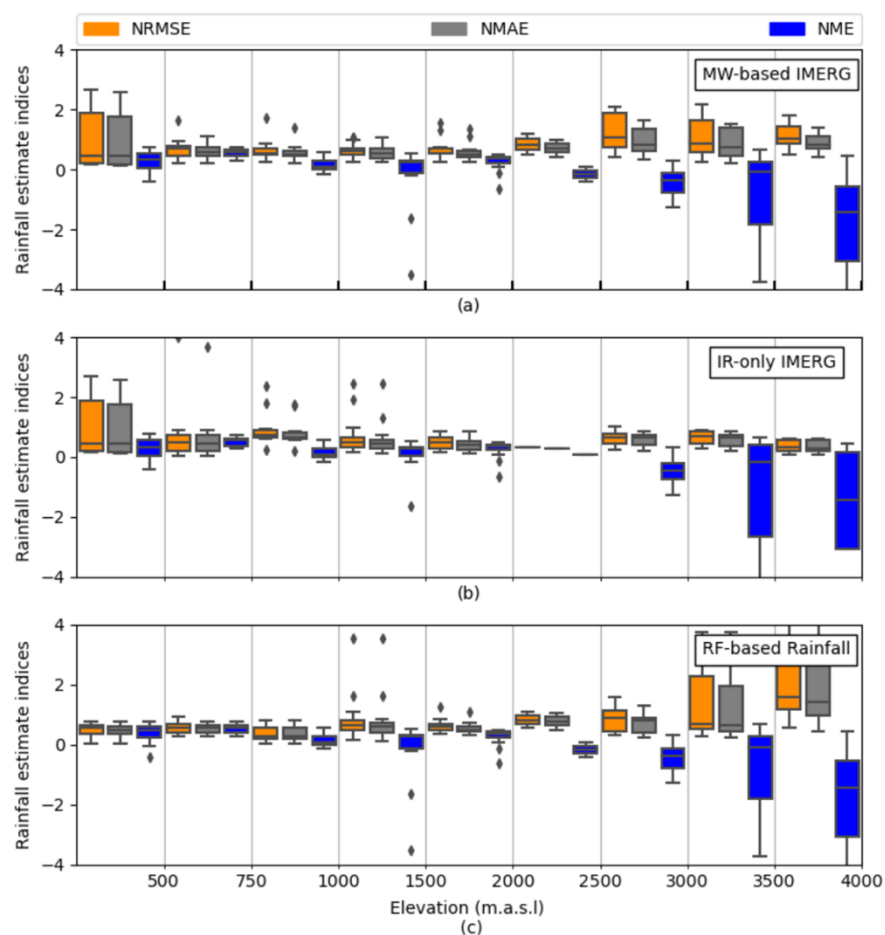 NRMSE NMAE NME
MW-based IMERG
Rainfall estimate indices
4
2
0
−2
−4
(a)
IR-only IMERG
Rainfall estimate indices
4
2
0
−2
−4
(b)
RF-based Rainfall
Rainfall estimate indices
4
2
0
−2
−4
500 750 1000 1500 2000 2500 3000 3500 4000
Elevation (m.a.s.l)
(c)